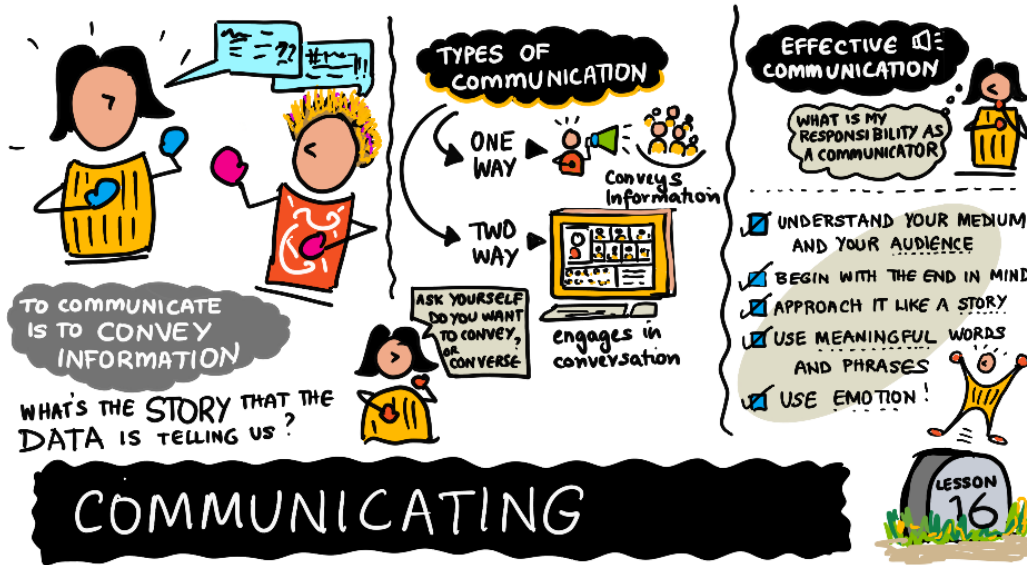 ??
#
!!
TO COMMUNICATE
IS TO CONVEY
INFORMATION
WHAT'S THE STORY THAT THE
DATA IS TELLING US?
TYPES OF
COMMUNICATION
ONE
WAY
Conveys
Information
TWO
WAY
engages in
conversation
ASK YOURSELF
DO YOU WANT
TO CONVEY,
OR
CONVERSE
EFFECTIVE
COMMUNICATION
WHAT IS MY
RESPONSIBILITY AS
A COMMUNICATOR
UNDERSTAND YOUR MEDIUM
AND YOUR AUDIENCE
BEGIN WITH THE END IN MIND
APPROACH IT LIKE A STORY
USE MEANINGFUL WORDS
AND PHRASES
USE EMOTION!
COMMUNICATING
LESSON
16